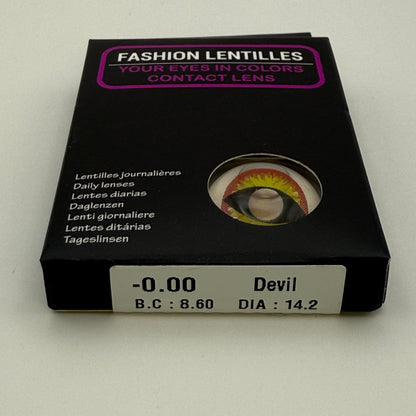 FASHION LENTILLES
YOUR EYES IN COLORS
CONTACT LENS
Lentilles journalières
Daily lenses
Lentes diarias
Daglenzen
Lenti giornaliere
Lentes ditárias
Tageslinsen
-0.00 Devil
B.C : 8.60 DIA : 14.2